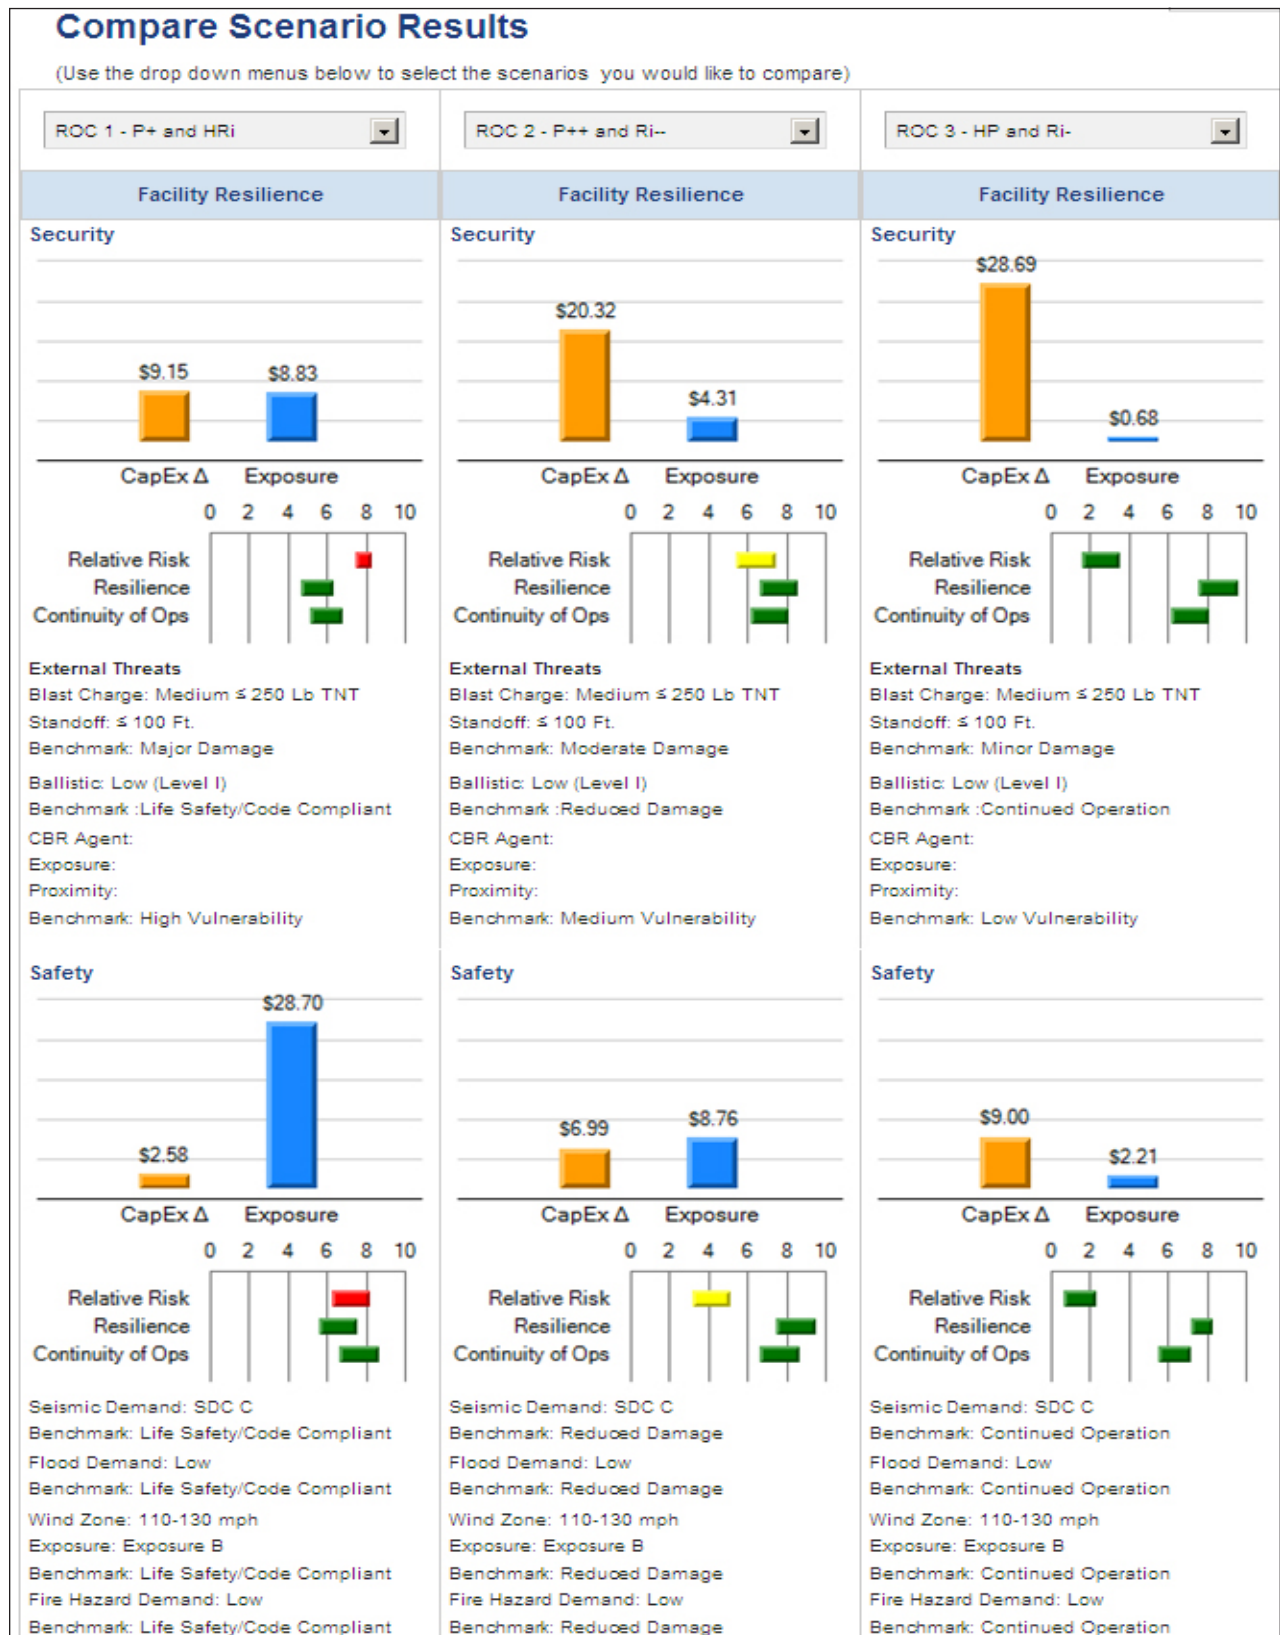 Compare Scenario Results
(Use the drop down menus below to select the scenarios you would like to compare)
ROC 1 - P+ and HRi
Facility Resilience
Security
$9.15
$8.83
CapEx Δ Exposure
0 2 4 6 8 10
Relative Risk
Resilience
Continuity of Ops
External Threats
Blast Charge: Medium ≤ 250 Lb TNT
Standoff: ≤ 100 Ft.
Benchmark: Major Damage
Ballistic: Low (Level I)
Benchmark :Life Safety/Code Compliant
CBR Agent:
Exposure:
Proximity:
Benchmark: High Vulnerability
Safety
$28.70
$2.58
CapEx Δ Exposure
0 2 4 6 8 10
Relative Risk
Resilience
Continuity of Ops
Seismic Demand: SDC C
Benchmark: Life Safety/Code Compliant
Flood Demand: Low
Benchmark: Life Safety/Code Compliant
Wind Zone: 110-130 mph
Exposure: Exposure B
Benchmark: Life Safety/Code Compliant
Fire Hazard Demand: Low
Benchmark: Life Safety/Code Compliant
ROC 2 - P++ and Ri--
Facility Resilience
Security
$20.32
$4.31
CapEx Δ Exposure
0 2 4 6 8 10
Relative Risk
Resilience
Continuity of Ops
External Threats
Blast Charge: Medium ≤ 250 Lb TNT
Standoff: ≤ 100 Ft.
Benchmark: Moderate Damage
Ballistic: Low (Level I)
Benchmark :Reduced Damage
CBR Agent:
Exposure:
Proximity:
Benchmark: Medium Vulnerability
Safety
$6.99
$8.76
CapEx Δ Exposure
0 2 4 6 8 10
Relative Risk
Resilience
Continuity of Ops
Seismic Demand: SDC C
Benchmark: Reduced Damage
Flood Demand: Low
Benchmark: Reduced Damage
Wind Zone: 110-130 mph
Exposure: Exposure B
Benchmark: Reduced Damage
Fire Hazard Demand: Low
Benchmark: Reduced Damage
ROC 3 - HP and Ri-
Facility Resilience
Security
$28.69
$0.68
CapEx Δ Exposure
0 2 4 6 8 10
Relative Risk
Resilience
Continuity of Ops
External Threats
Blast Charge: Medium ≤ 250 Lb TNT
Standoff: ≤ 100 Ft.
Benchmark: Minor Damage
Ballistic: Low (Level I)
Benchmark :Continued Operation
CBR Agent:
Exposure:
Proximity:
Benchmark: Low Vulnerability
Safety
$9.00
$2.21
CapEx Δ Exposure
0 2 4 6 8 10
Relative Risk
Resilience
Continuity of Ops
Seismic Demand: SDC C
Benchmark: Continued Operation
Flood Demand: Low
Benchmark: Continued Operation
Wind Zone: 110-130 mph
Exposure: Exposure B
Benchmark: Continued Operation
Fire Hazard Demand: Low
Benchmark: Continued Operation